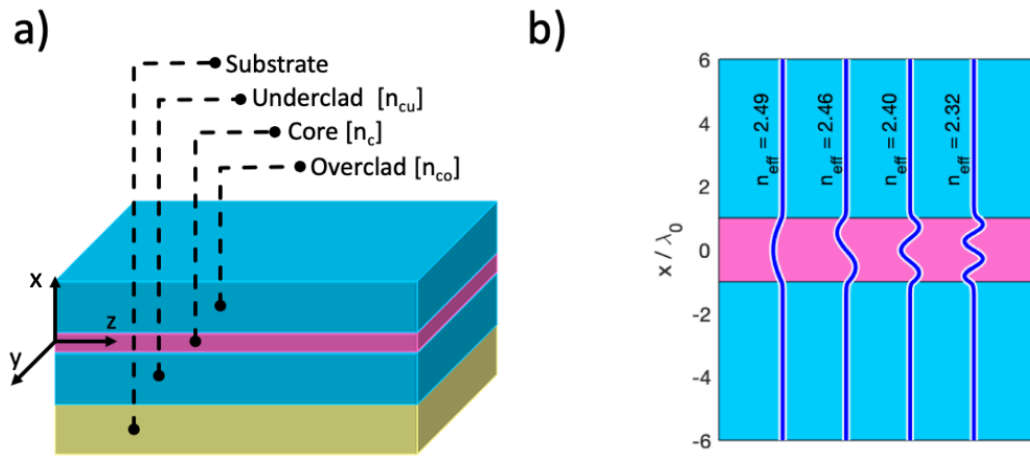 a)
Substrate
Underclad [n_cu]
Core [n_c]
Overclad [n_co]
x
z
y
b)
6
4
2
0
-2
-4
-6
x / λ_0
n_eff = 2.49
n_eff = 2.46
n_eff = 2.40
n_eff = 2.32